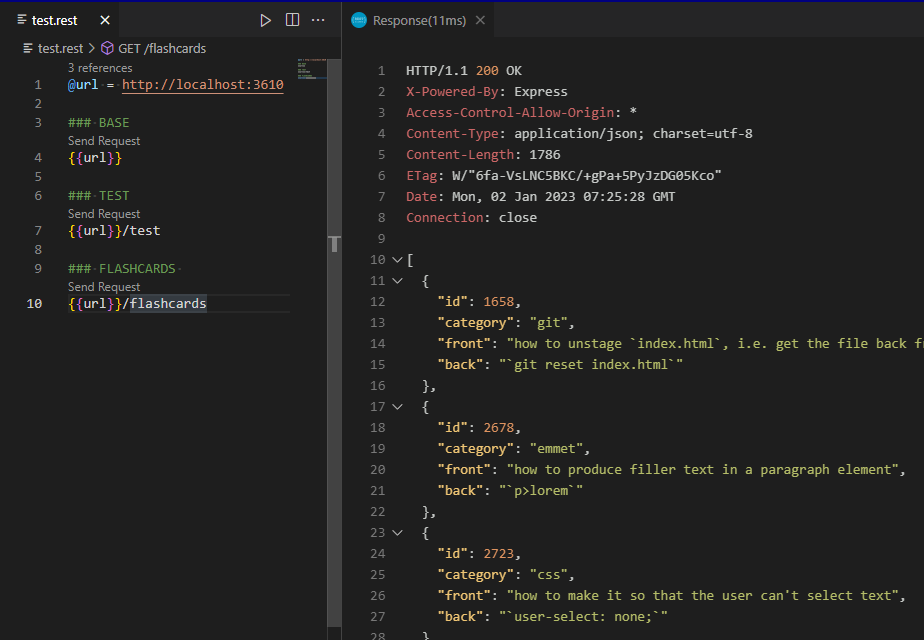 test.rest
test.rest > GET /flashcards
3 references
1 @url = http://localhost:3610
2
3 ### BASE
Send Request
4 {{url}}
5
6 ### TEST
Send Request
7 {{url}}/test
8
9 ### FLASHCARDS
Send Request
10 {{url}}/flashcards
Response(11ms)
1 HTTP/1.1 200 OK
2 X-Powered-By: Express
3 Access-Control-Allow-Origin: *
4 Content-Type: application/json; charset=utf-8
5 Content-Length: 1786
6 ETag: W/"6fa-VsLNC5BKC/+gPa+5PyJzDG05Kco"
7 Date: Mon, 02 Jan 2023 07:25:28 GMT
8 Connection: close
9
10 [
11 {
12 "id": 1658,
13 "category": "git",
14 "front": "how to unstage `index.html`, i.e. get the file back
15 "back": "`git reset index.html`"
16 },
17 {
18 "id": 2678,
19 "category": "emmet",
20 "front": "how to produce filler text in a paragraph element",
21 "back": "`p>lorem`"
22 },
23 {
24 "id": 2723,
25 "category": "css",
26 "front": "how to make it so that the user can't select text",
27 "back": "`user-select: none;`"
28 }